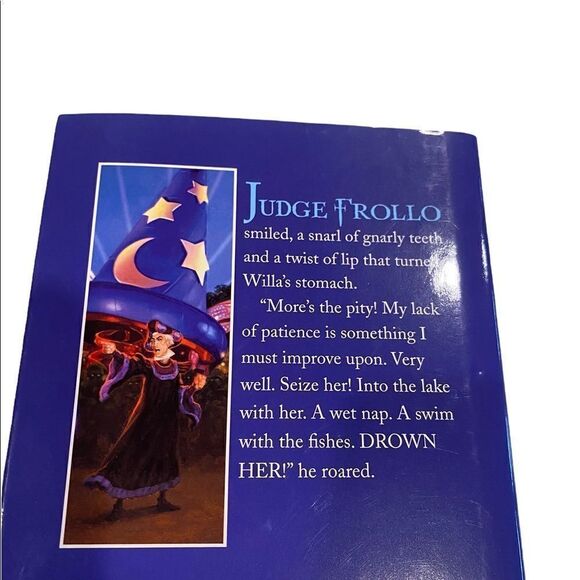 JUDGE FROLLO
smiled, a snarl of gnarly teeth
and a twist of lip that turned
Willa's stomach.
“More's the pity! My lack
of patience is something I
must improve upon. Very
well. Seize her! Into the lake
with her. A wet nap. A swim
with the fishes. DROWN
HER!” he roared.